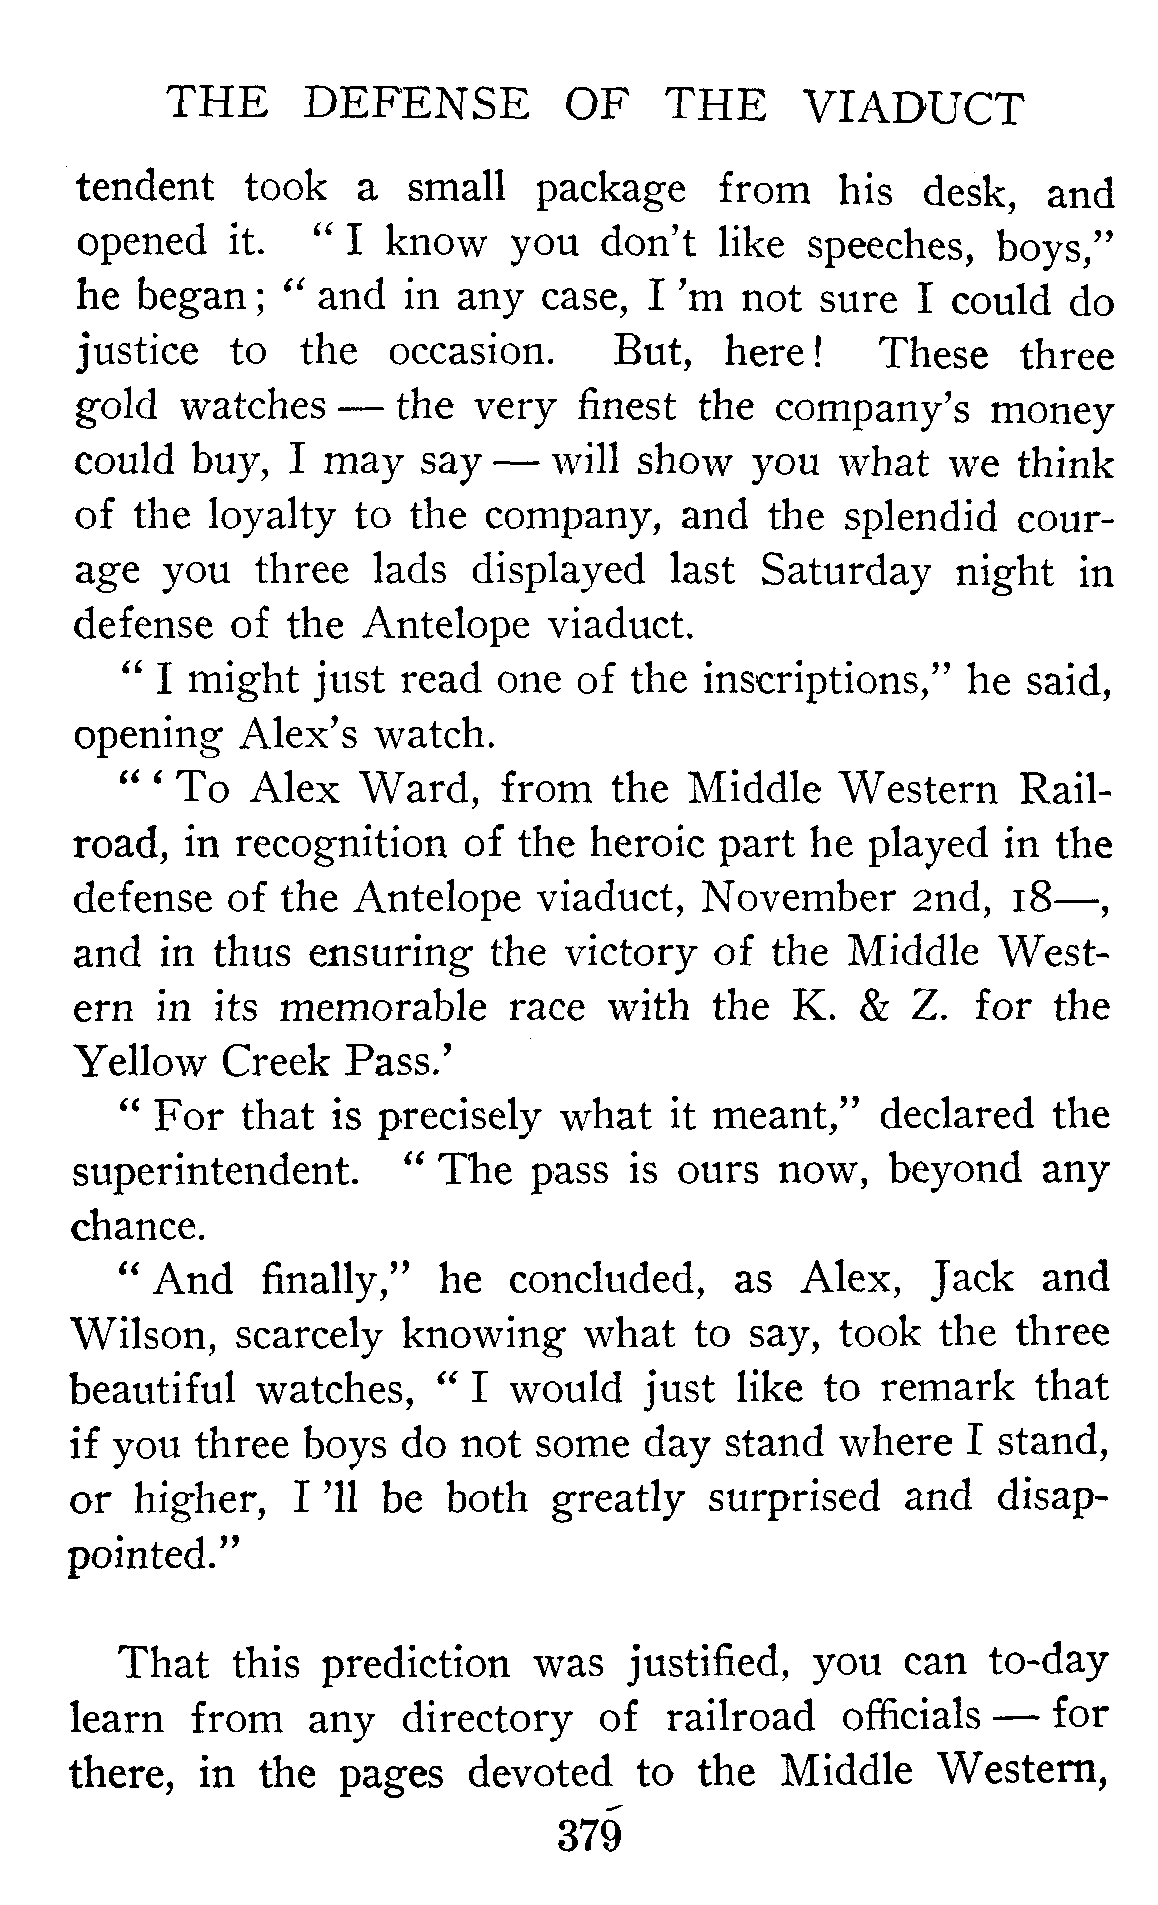 THE DEFENSE OF THE VIADUCT
tendent took a small package from his desk, and
opened it. “ I know you don’t like speeches, boys,”
he began; “ and in any case, I ’m not sure I could do
justice to the occasion. But, here! These three
gold watches — the very finest the company’s money
could buy, I may say — will show you what we think
of the loyalty to the company, and the splendid cour-
age you three lads displayed last Saturday night in
defense of the Antelope viaduct.
“ I might just read one of the inscriptions,” he said,
opening Alex’s watch.
“ ‘ To Alex Ward, from the Middle Western Rail-
road, in recognition of the heroic part he played in the
defense of the Antelope viaduct, November 2nd, 18—,
and in thus ensuring the victory of the Middle West-
ern in its memorable race with the K. & Z. for the
Yellow Creek Pass.’
“ For that is precisely what it meant,” declared the
superintendent. “ The pass is ours now, beyond any
chance.
“ And finally,” he concluded, as Alex, Jack and
Wilson, scarcely knowing what to say, took the three
beautiful watches, “ I would just like to remark that
if you three boys do not some day stand where I stand,
or higher, I ’ll be both greatly surprised and disap-
pointed.”
That this prediction was justified, you can to-day
learn from any directory of railroad officials — for
there, in the pages devoted to the Middle Western,
379